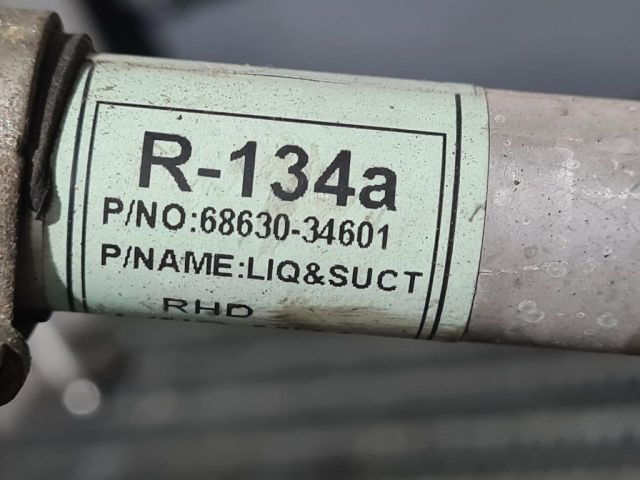 R-134a
P/NO:68630-34601
P/NAME:LIQ&SUCT
RHD